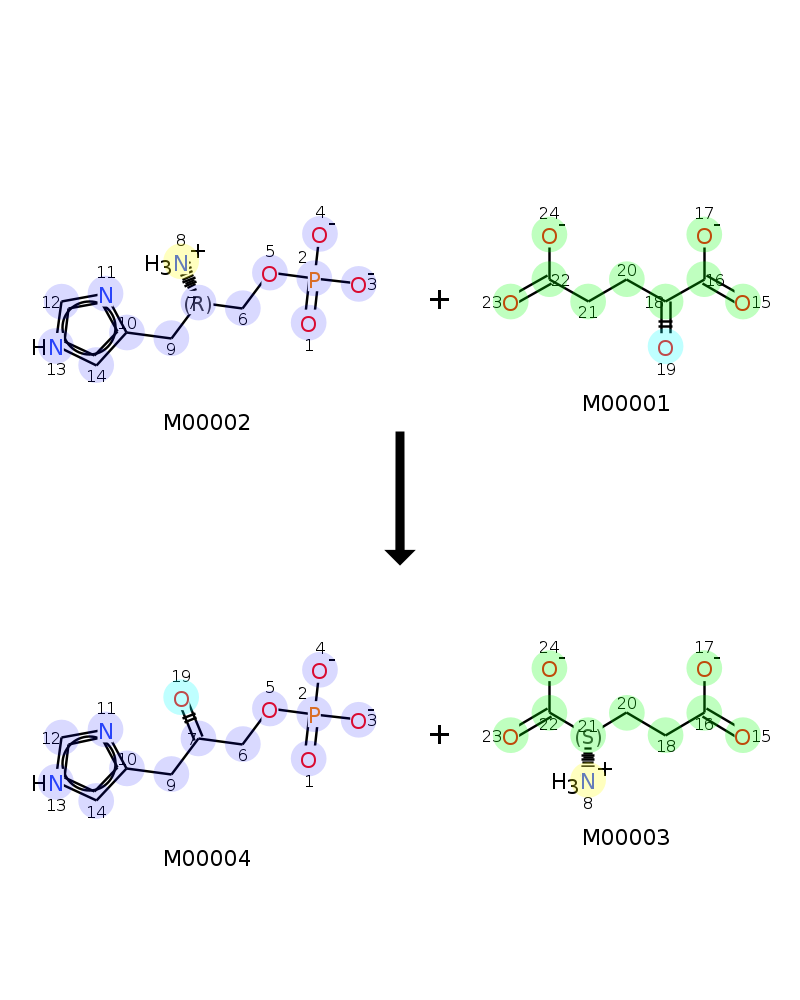 4
O-
8
H3N+
5
O
2
P
O-
3
17
O-
24
O-
11
N
12
10
7
(R)
6
9
1
O
HN
13
14
+
23
O
22
21
20
18
16
O
15
O
19
M00002
M00001
19
O
4
O-
5
O
2
P
O-
3
17
O-
24
O-
11
N
12
10
7
6
9
1
O
HN
13
14
+
23
O
22
21
(S)
20
18
16
O
15
H3N+
8
M00004
M00003